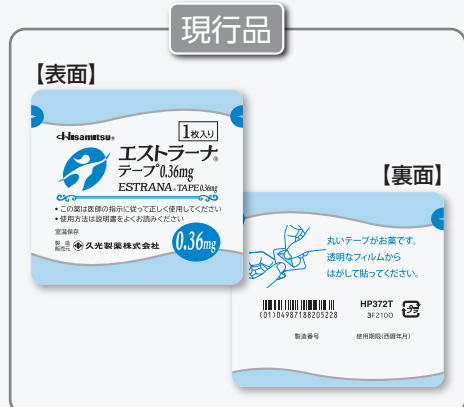 現行品
【表面】
Hisamitsu®
1枚入り
エストラーナ®
テープ0.36mg
ESTRANA® TAPE0.36mg
• この薬は医師の指示に従って正しく使用してください
• 使用方法は説明書をよくお読みください
室温保存
製造販売元 久光製薬株式会社
0.36mg
【裏面】
丸いテープがお薬です。
透明なフィルムから
はがして貼ってください。
(01)04987188205228
HP372T
3F2100
プラ
製造番号
使用期限(西暦年月)